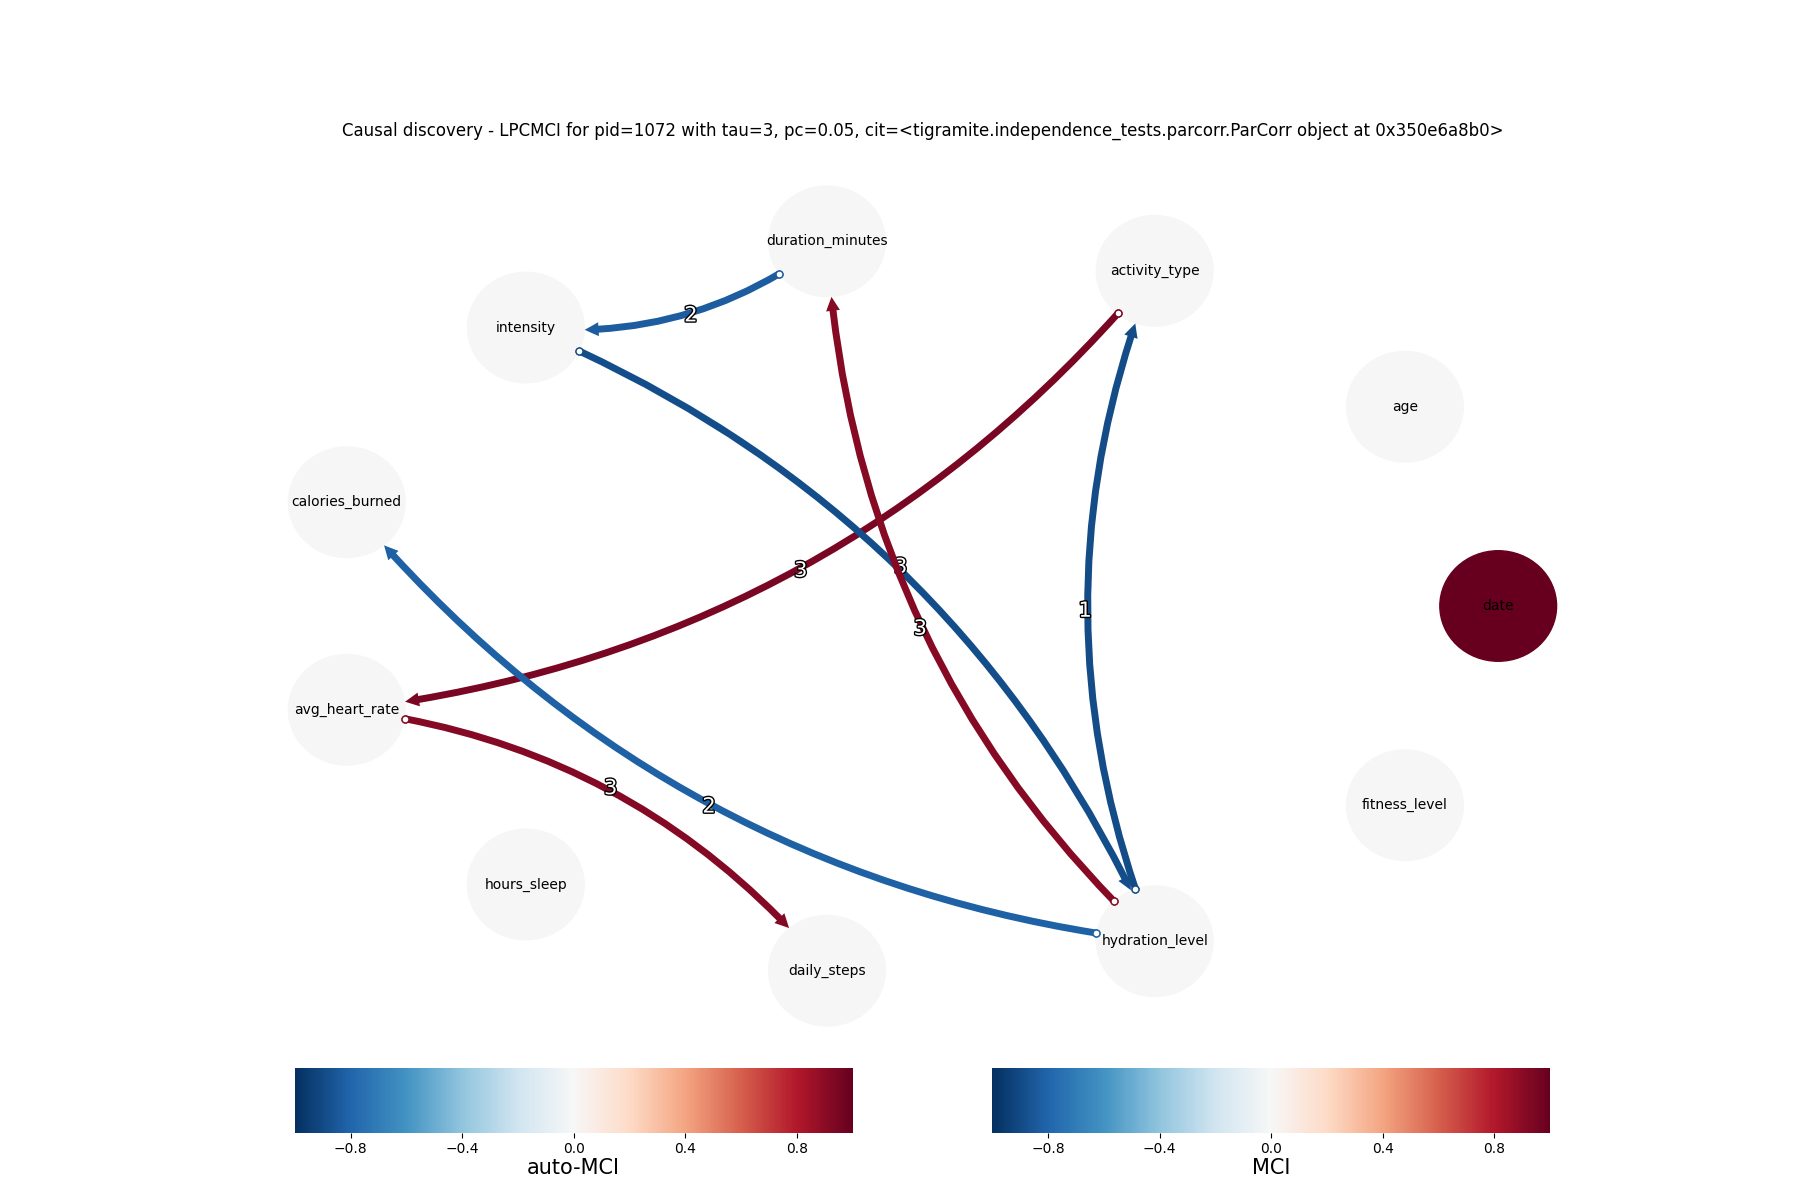 Causal discovery - LPCMCI for pid=1072 with tau=3, pc=0.05, cit=<tigramite.independence_tests.parcorr.ParCorr object at 0x350e6a8b0>
duration_minutes
activity_type
2
intensity
age
calories_burned
3
3
date
1
3
avg_heart_rate
3
2
fitness_level
hours_sleep
hydration_level
daily_steps
−0.8 −0.4 0.0 0.4 0.8
auto-MCI
−0.8 −0.4 0.0 0.4 0.8
MCI